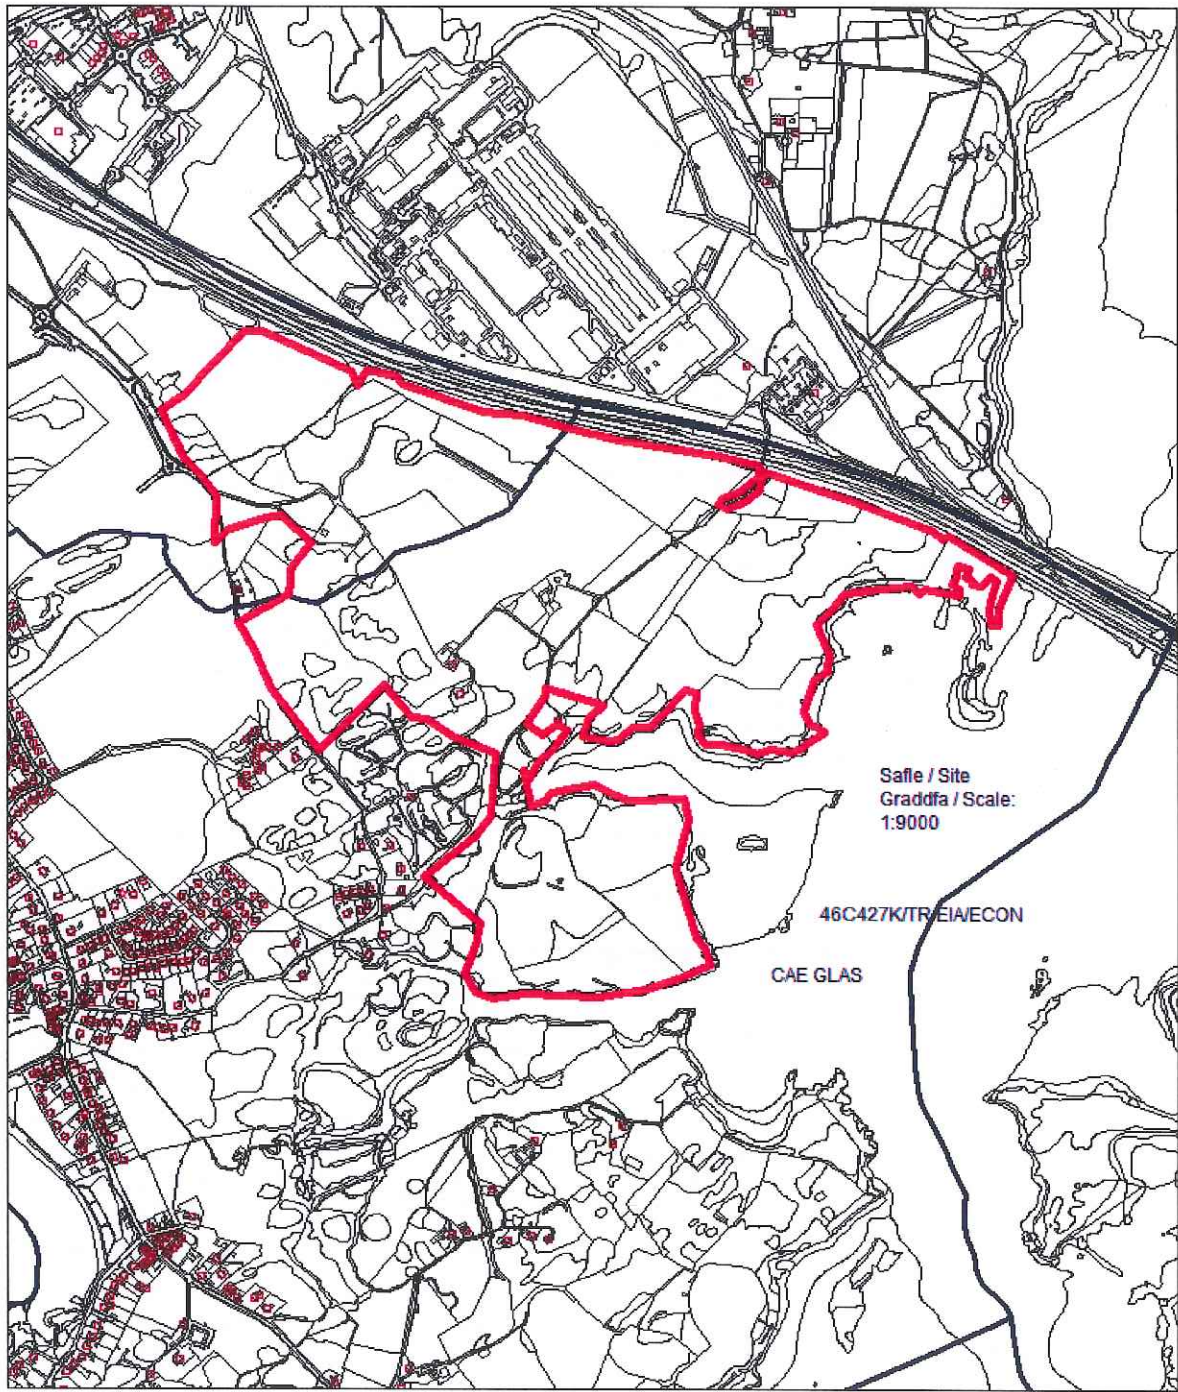 Safle / Site
Graddfa / Scale:
1:9000
46C427K/TR/EIA/ECON
CAE GLAS